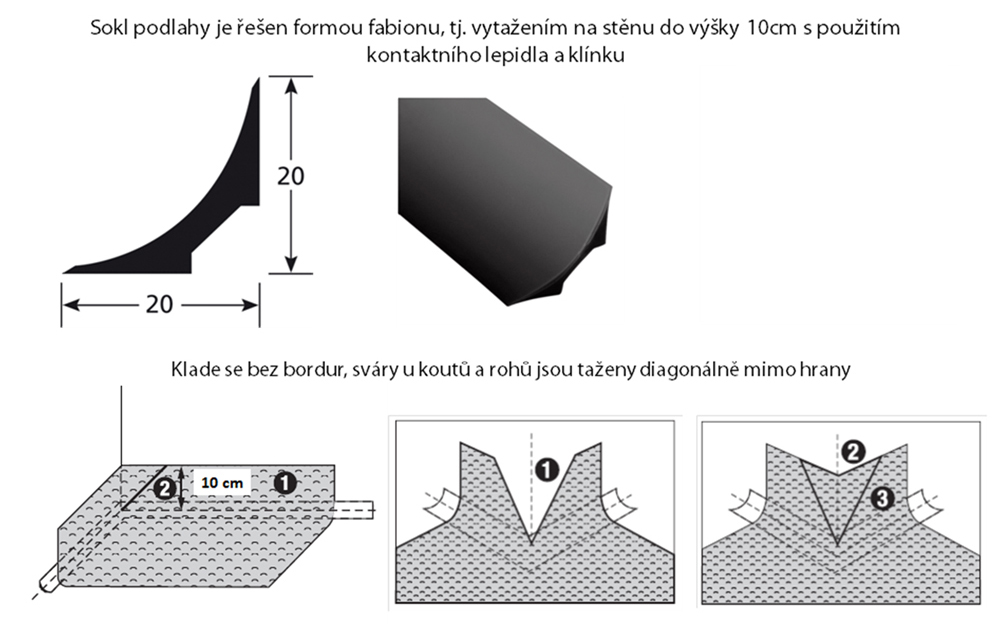 Sokl podlahy je řešen formou fabionu, tj. vytažením na stěnu do výšky 10cm s použitím
kontaktního lepidla a klínku
20
20
Klade se bez bordur, sváry u koutů a rohů jsou taženy diagonálně mimo hrany
2
10 cm
1
1
2
3